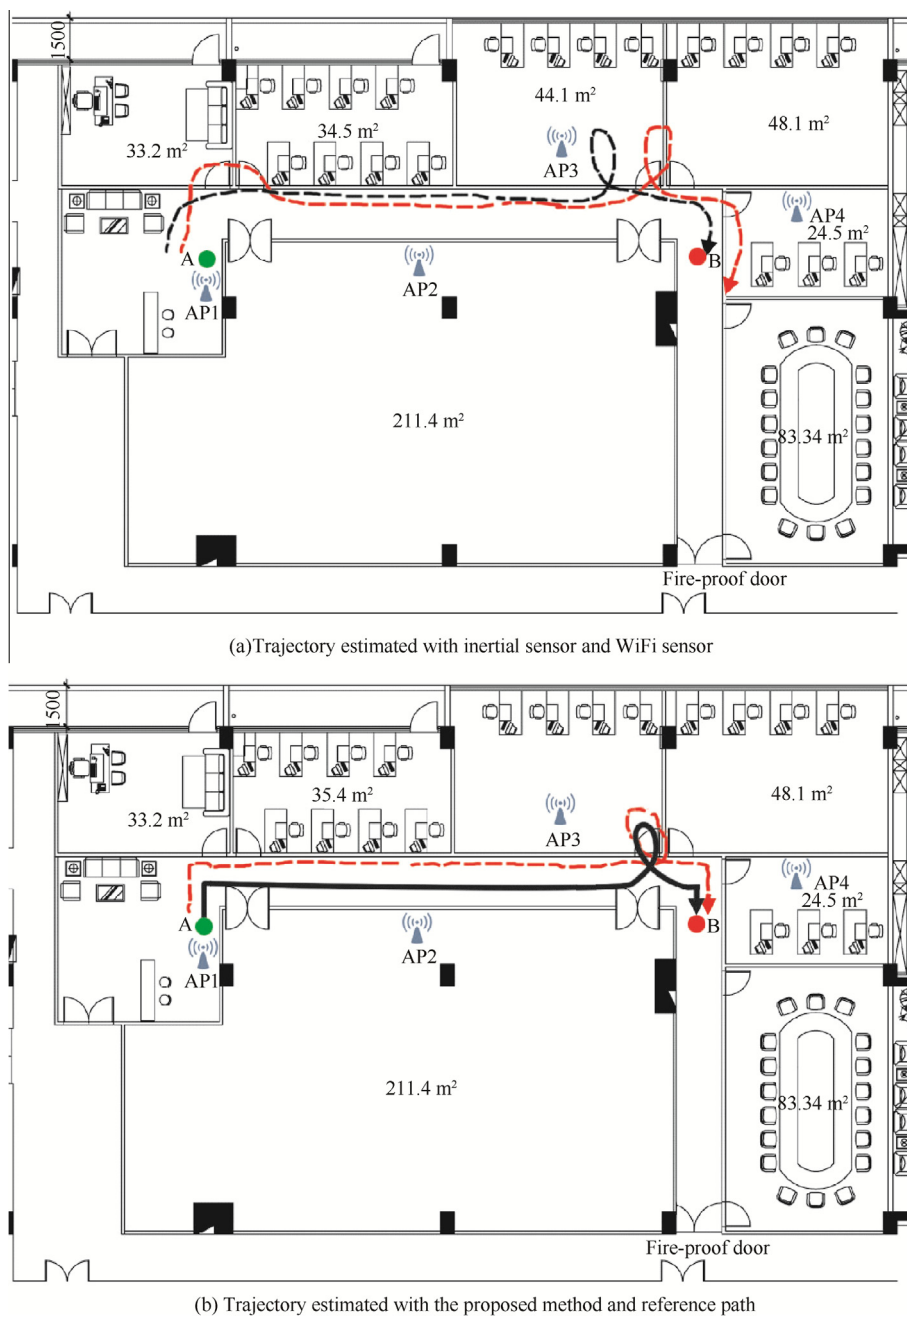 1500
44.1 m²
48.1 m²
34.5 m²
33.2 m²
AP3
AP4
24.5 m²
A
B
AP1
AP2
211.4 m²
83.34 m²
Fire-proof door
(a)Trajectory estimated with inertial sensor and WiFi sensor
1500
35.4 m²
48.1 m²
33.2 m²
AP3
AP4
24.5 m²
A
B
AP1
AP2
211.4 m²
83.34 m²
Fire-proof door
(b) Trajectory estimated with the proposed method and reference path